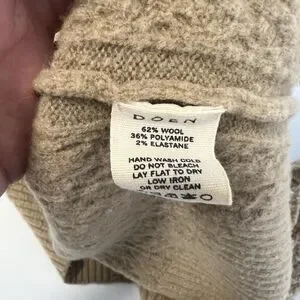 DOEN
62% WOOL
36% POLYAMIDE
2% ELASTANE
HAND WASH COLD
DO NOT BLEACH
LAY FLAT TO DRY
LOW IRON
OR DRY CLEAN